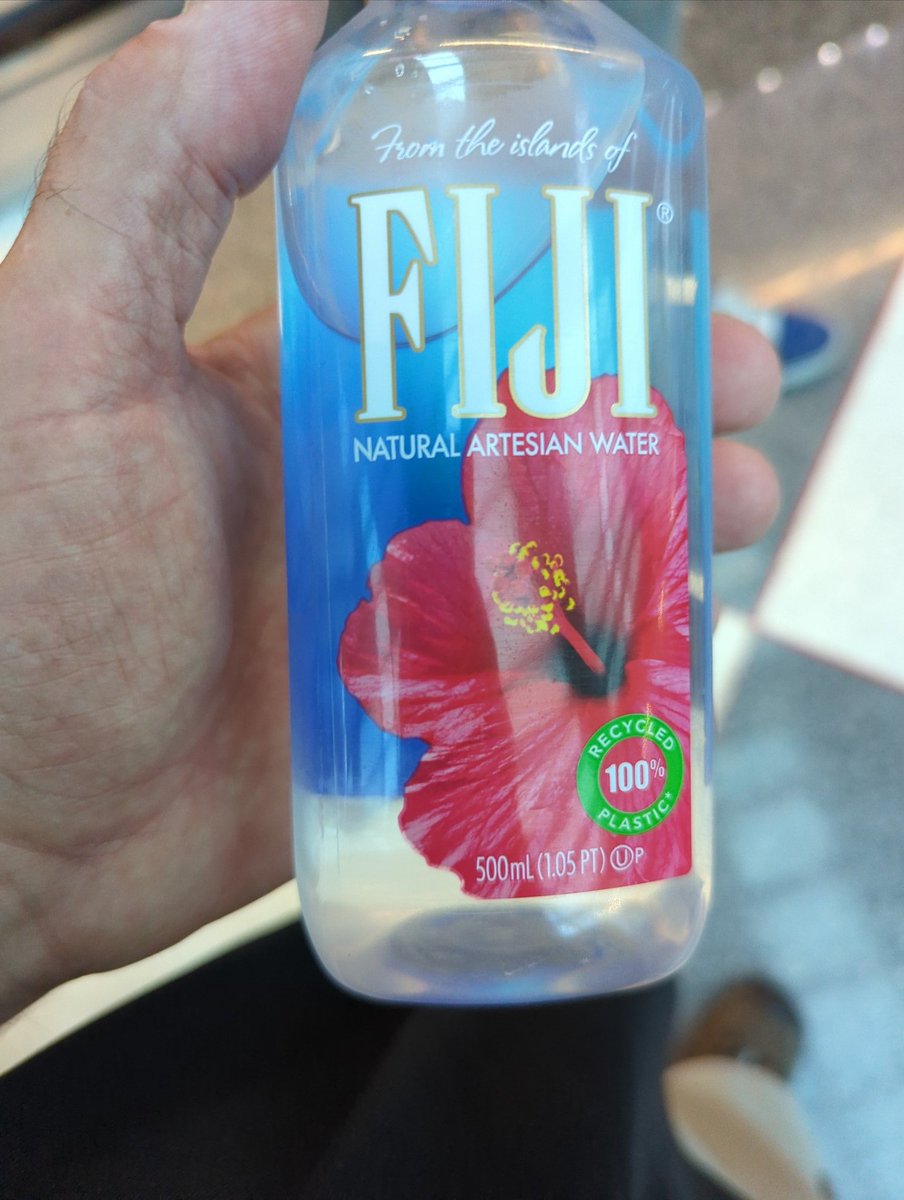 From the islands of
FIJI®
NATURAL ARTESIAN WATER
RECYCLED
100%
PLASTIC*
500mL (1.05 PT) ⓊP